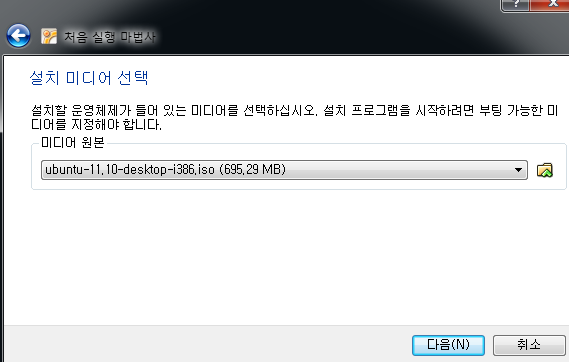 처음 실행 마법사
설치 미디어 선택
설치할 운영체제가 들어 있는 미디어를 선택하십시오. 설치 프로그램을 시작하려면 부팅 가능한 미
디어를 지정해야 합니다.
미디어 원본
ubuntu-11.10-desktop-i386.iso (695.29 MB)
다음(N)
취소